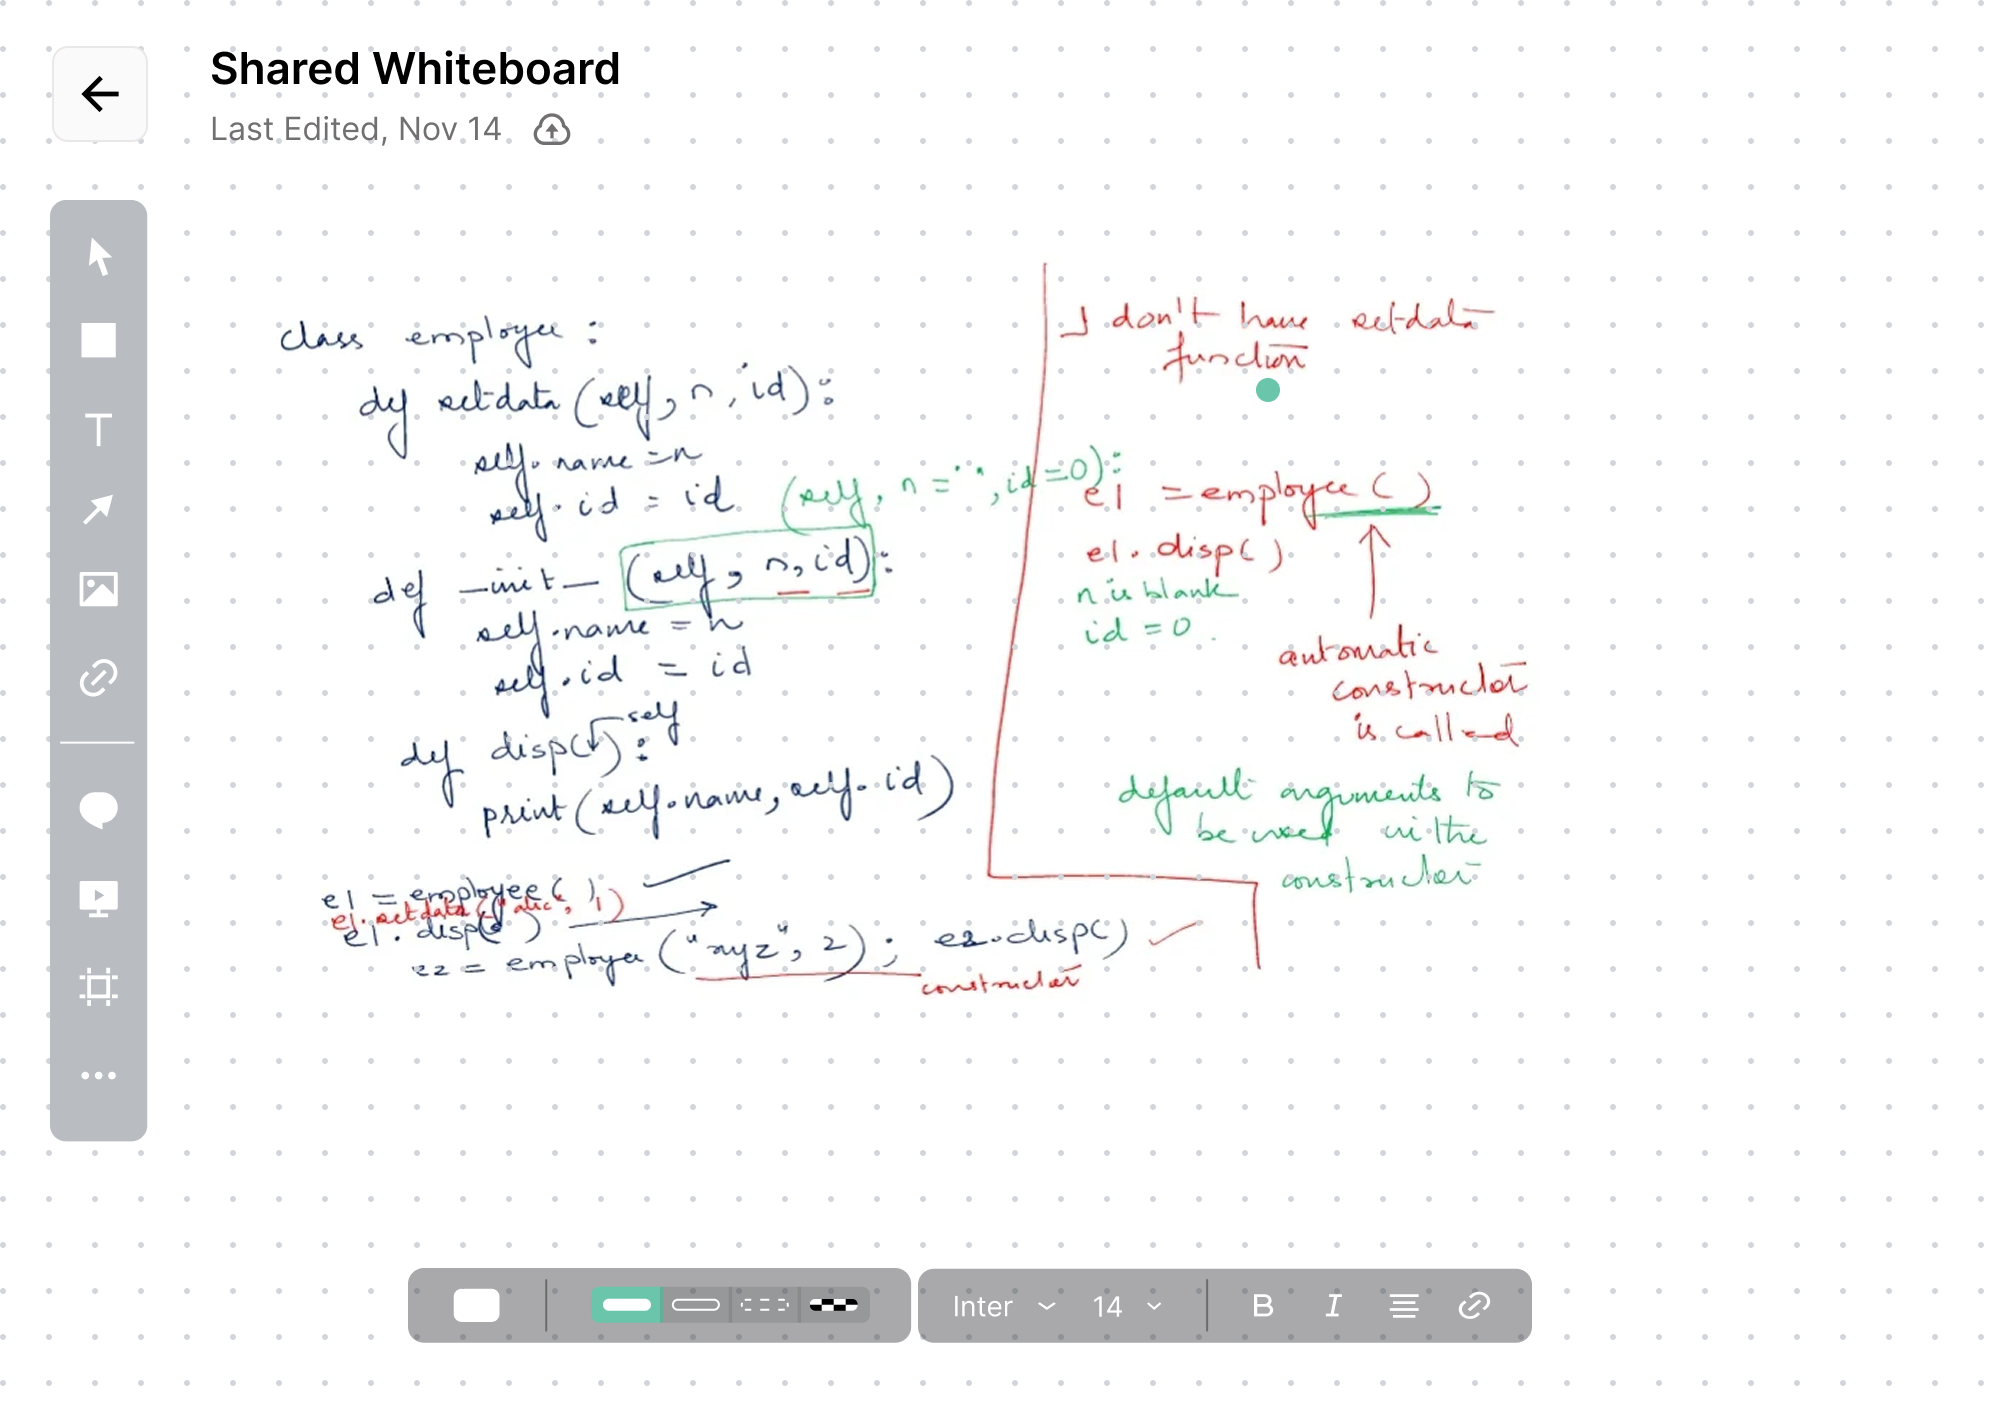 Shared Whiteboard
Last Edited, Nov 14
class employee :
def setdata (self, n, id):
self.name = n
self.id = id
(self, n = "", id=0):
def _init_ (self, n, id):
self.name = n
self.id = id
self
def disp( ):
print(self.name, self.id)
e1 = employee( )
e1.setdata("alic", 1)
e1.disp( )
e2 = employee ("xyz", 2) ; e2.disp()
constructor
I don't have setdata
function
e1 = employee ( )
e1.disp( )
n is blank
id = 0.
automatic
constructor
is called
default arguments to
be used in the
constructor
T
Inter 14 B I